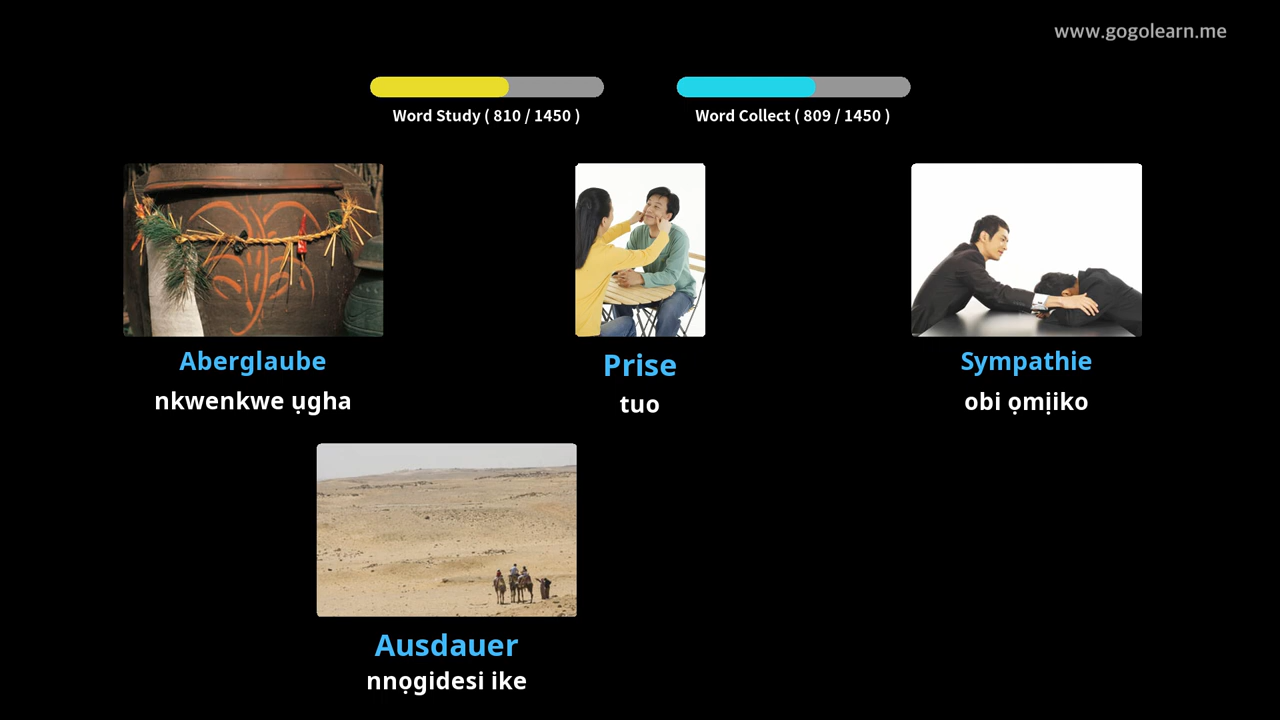 www.gogolearn.me
Word Study ( 810 / 1450 )
Word Collect ( 809 / 1450 )
Aberglaube
nkwenkwe ụgha
Prise
tuo
Sympathie
obi ọmịiko
Ausdauer
nnọgidesi ike